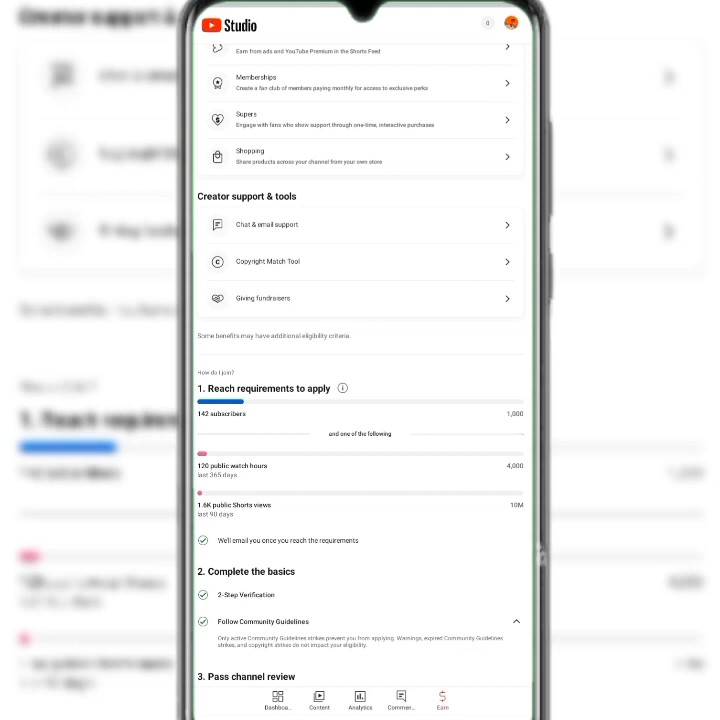 Studio
0
Earn from ads and YouTube Premium in the Shorts Feed
Memberships
Create a fan club of members paying monthly for access to exclusive perks
Supers
Engage with fans who show support through one-time, interactive purchases
Shopping
Share products across your channel from your own store
Creator support & tools
Chat & email support
Copyright Match Tool
Giving fundraisers
Some benefits may have additional eligibility criteria.
How do I join?
1. Reach requirements to apply
142 subscribers 1,000
and one of the following
120 public watch hours 4,000
last 365 days
1.6K public Shorts views 10M
last 90 days
We'll email you once you reach the requirements
2. Complete the basics
2-Step Verification
Follow Community Guidelines
Only active Community Guidelines strikes prevent you from applying. Warnings, expired Community Guidelines
strikes, and copyright strikes do not impact your eligibility.
3. Pass channel review
Dashboa... Content Analytics Commen... Earn